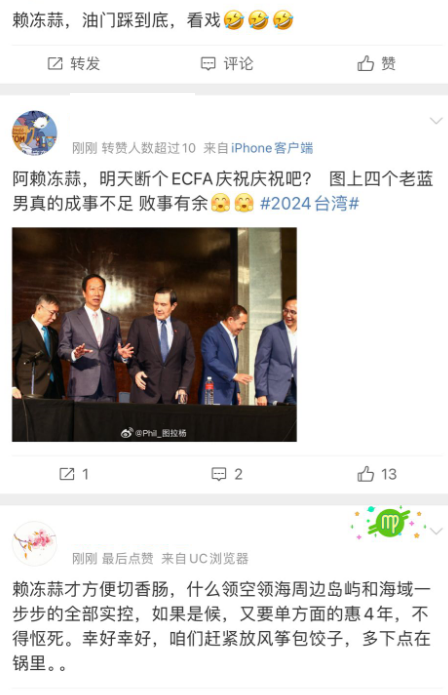 赖冻蒜，油门踩到底，看戏🤣🤣🤣
转发 评论 赞
刚刚 转赞人数超过10 来自iPhone客户端
阿赖冻蒜，明天断个ECFA庆祝庆祝吧？ 图上四个老蓝
男真的成事不足 败事有余🤗🤗 #2024台湾#
@Phil_图拉杨
1 2 13
刚刚 最后点赞 来自UC浏览器
赖冻蒜才方便切香肠，什么领空领海周边岛屿和海域一
步步的全部实控，如果是侯，又要单方面的惠4年，不
得怄死。幸好幸好，咱们赶紧放风筝包饺子，多下点在
锅里。。